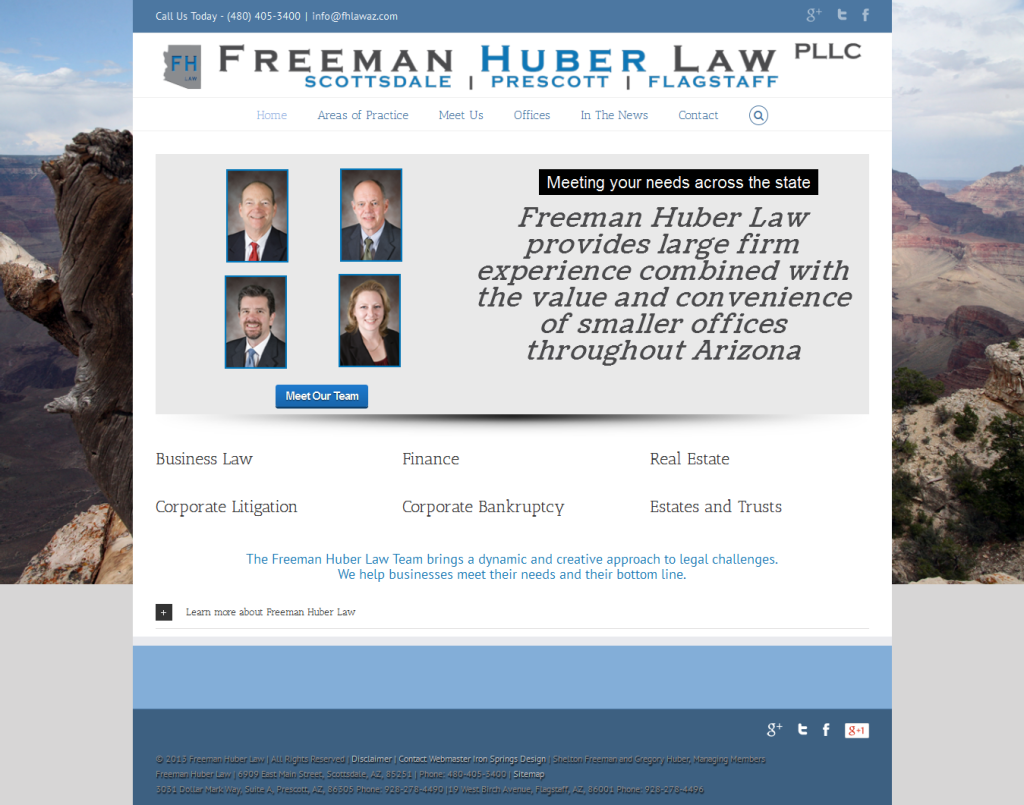 Call Us Today - (480) 405-3400 | Info@fhlawaz.com
FH
LAW
FREEMAN HUBER LAW PLLC
SCOTTSDALE | PRESCOTT | FLAGSTAFF
Home Areas of Practice Meet Us Offices In The News Contact
Meeting your needs across the state
Freeman Huber Law
provides large firm
experience combined with
the value and convenience
of smaller offices
throughout Arizona
Meet Our Team
Business Law Finance Real Estate
Corporate Litigation Corporate Bankruptcy Estates and Trusts
The Freeman Huber Law Team brings a dynamic and creative approach to legal challenges.
We help businesses meet their needs and their bottom line.
+ Learn more about Freeman Huber Law
g+1
© 2013 Freeman Huber Law | All Rights Reserved | Disclaimer | Contact Webmaster Iron Springs Design | Shelton Freeman and Gregory Huber, Managing Members
Freeman Huber Law | 6909 East Main Street, Scottsdale, AZ, 85251 | Phone: 480-405-3400 | Sitemap
Dollar Mark Way, Suite A, Prescott, AZ, 86305 Phone: 928-278-4490 |19 West Birch Avenue, Flagstaff, AZ, 86001 Phone: 928-278-4496